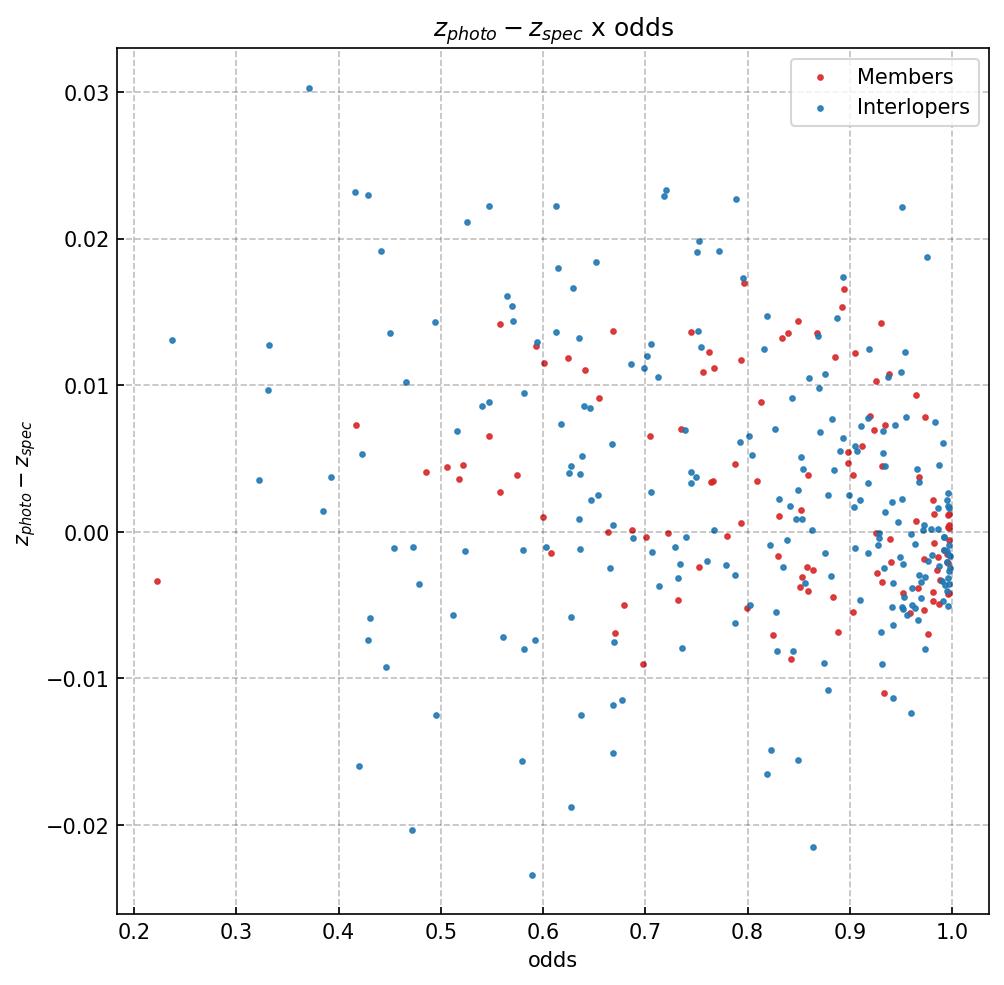 z_photo − z_spec x odds
Members
Interlopers
0.03
0.02
0.01
0.00
−0.01
−0.02
z_photo − z_spec
0.2 0.3 0.4 0.5 0.6 0.7 0.8 0.9 1.0
odds